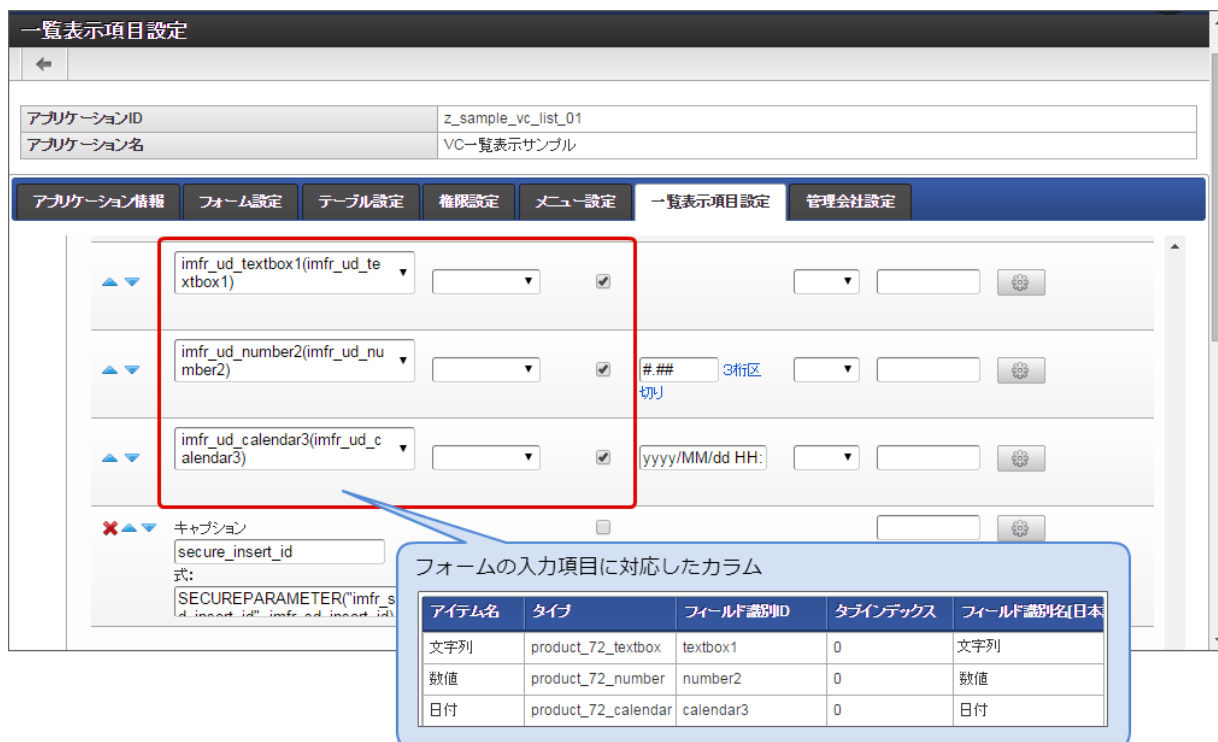 一覧表示項目設定
アプリケーションID z_sample_vc_list_01
アプリケーション名 VC一覧表示サンプル
アプリケーション情報 フォーム設定 テーブル設定 権限設定 メニュー設定 一覧表示項目設定 管理会社設定
imfr_ud_textbox1(imfr_ud_te
xtbox1)
imfr_ud_number2(imfr_ud_nu
mber2)
#.## 3桁区
切り
imfr_ud_calendar3(imfr_ud_c
alendar3)
yyyy/MM/dd HH:
キャプション
secure_insert_id
式:
SECUREPARAMETER("imfr_s
d_insert_id", imfr_ud_insert_id)
フォームの入力項目に対応したカラム
アイテム名 タイプ フィールド識別ID タブインデックス フィールド識別名[日本
文字列 product_72_textbox textbox1 0 文字列
数値 product_72_number number2 0 数値
日付 product_72_calendar calendar3 0 日付